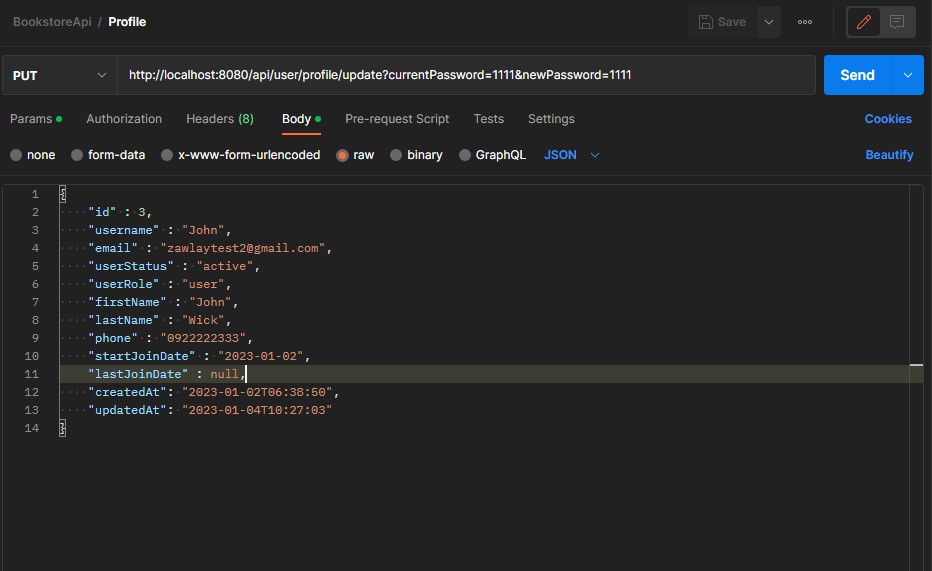 BookstoreApi / Profile
Save
PUT
http://localhost:8080/api/user/profile/update?currentPassword=1111&newPassword=1111
Send
Params Authorization Headers (8) Body Pre-request Script Tests Settings Cookies
none form-data x-www-form-urlencoded raw binary GraphQL JSON Beautify
1 {
2 "id" : 3,
3 "username" : "John",
4 "email" : "zawlaytest2@gmail.com",
5 "userStatus" : "active",
6 "userRole" : "user",
7 "firstName" : "John",
8 "lastName" : "Wick",
9 "phone" : "0922222333",
10 "startJoinDate" : "2023-01-02",
11 "lastJoinDate" : null,
12 "createdAt": "2023-01-02T06:38:50",
13 "updatedAt": "2023-01-04T10:27:03"
14 }